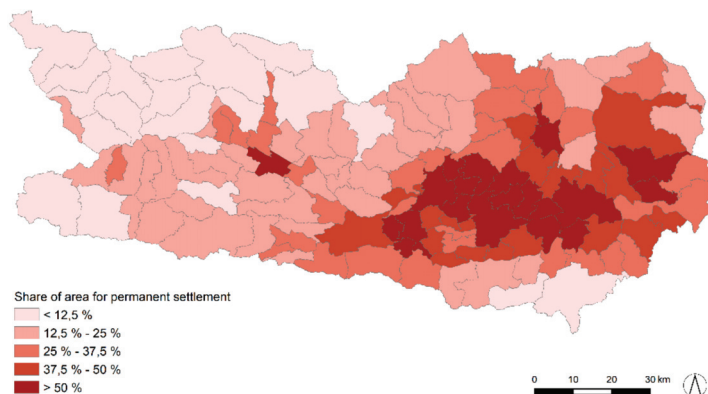 Share of area for permanent settlement
< 12,5 %
12,5 % - 25 %
25 % - 37,5 %
37,5 % - 50 %
> 50 %
0 10 20 30 km